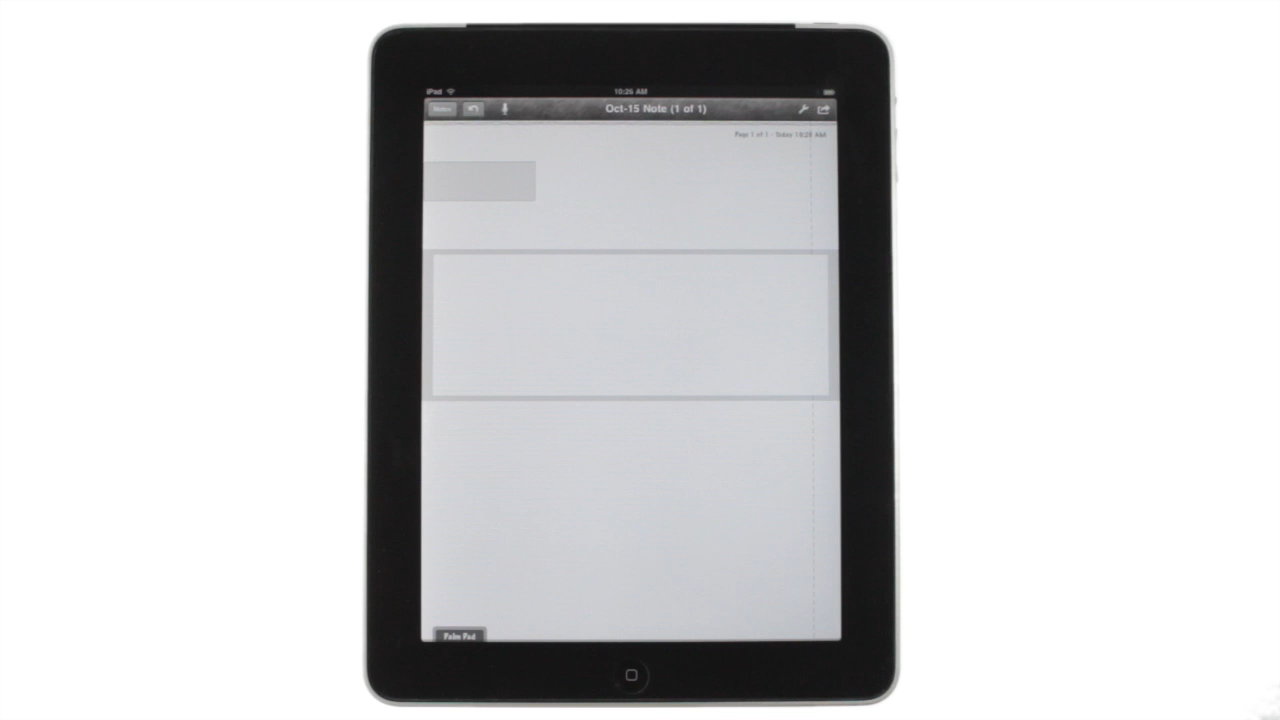 iPad
10:26 AM
Notes
Oct-15 Note (1 of 1)
Page 1 of 1 - Today 10:25 AM
Palm Pad